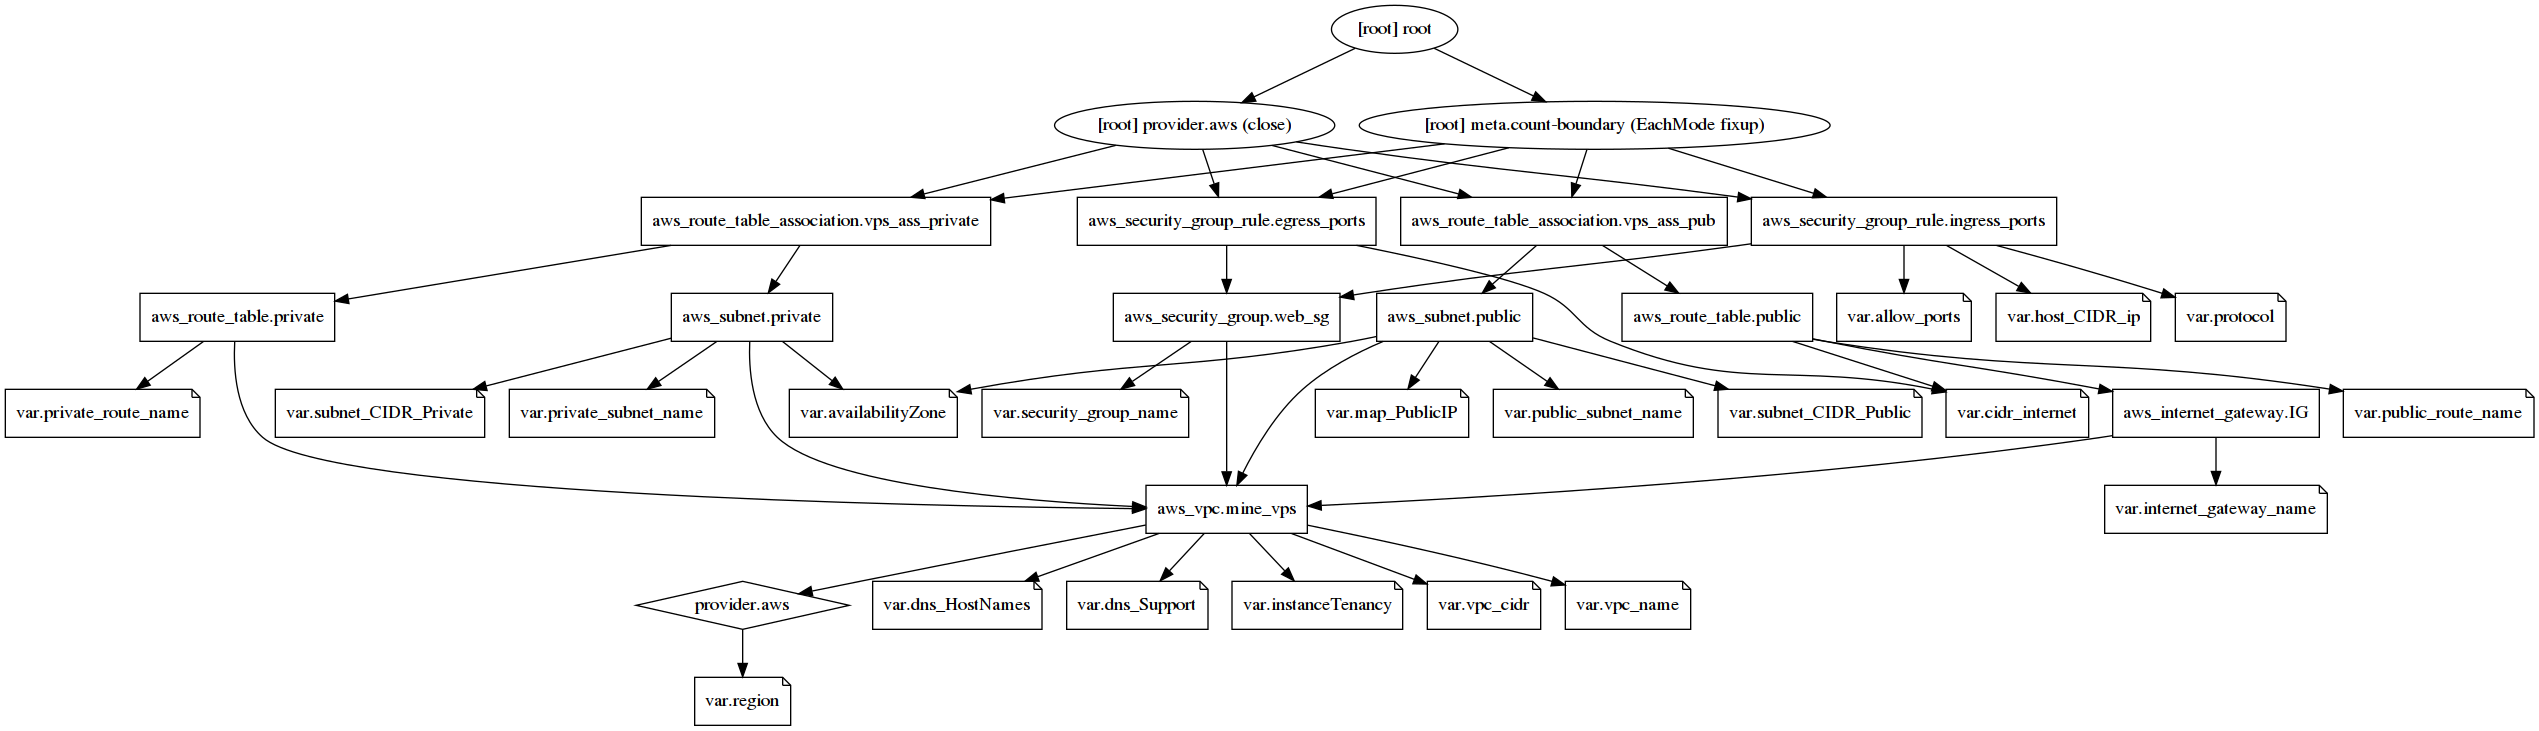 [root] root
[root] provider.aws (close)
[root] meta.count-boundary (EachMode fixup)
aws_route_table_association.vps_ass_private
aws_security_group_rule.egress_ports
aws_route_table_association.vps_ass_pub
aws_security_group_rule.ingress_ports
aws_route_table.private
aws_subnet.private
aws_security_group.web_sg
aws_subnet.public
aws_route_table.public
var.allow_ports
var.host_CIDR_ip
var.protocol
var.private_route_name
var.subnet_CIDR_Private
var.private_subnet_name
var.availabilityZone
var.security_group_name
var.map_PublicIP
var.public_subnet_name
var.subnet_CIDR_Public
var.cidr_internet
aws_internet_gateway.IG
var.public_route_name
aws_vpc.mine_vps
var.internet_gateway_name
provider.aws
var.dns_HostNames
var.dns_Support
var.instanceTenancy
var.vpc_cidr
var.vpc_name
var.region